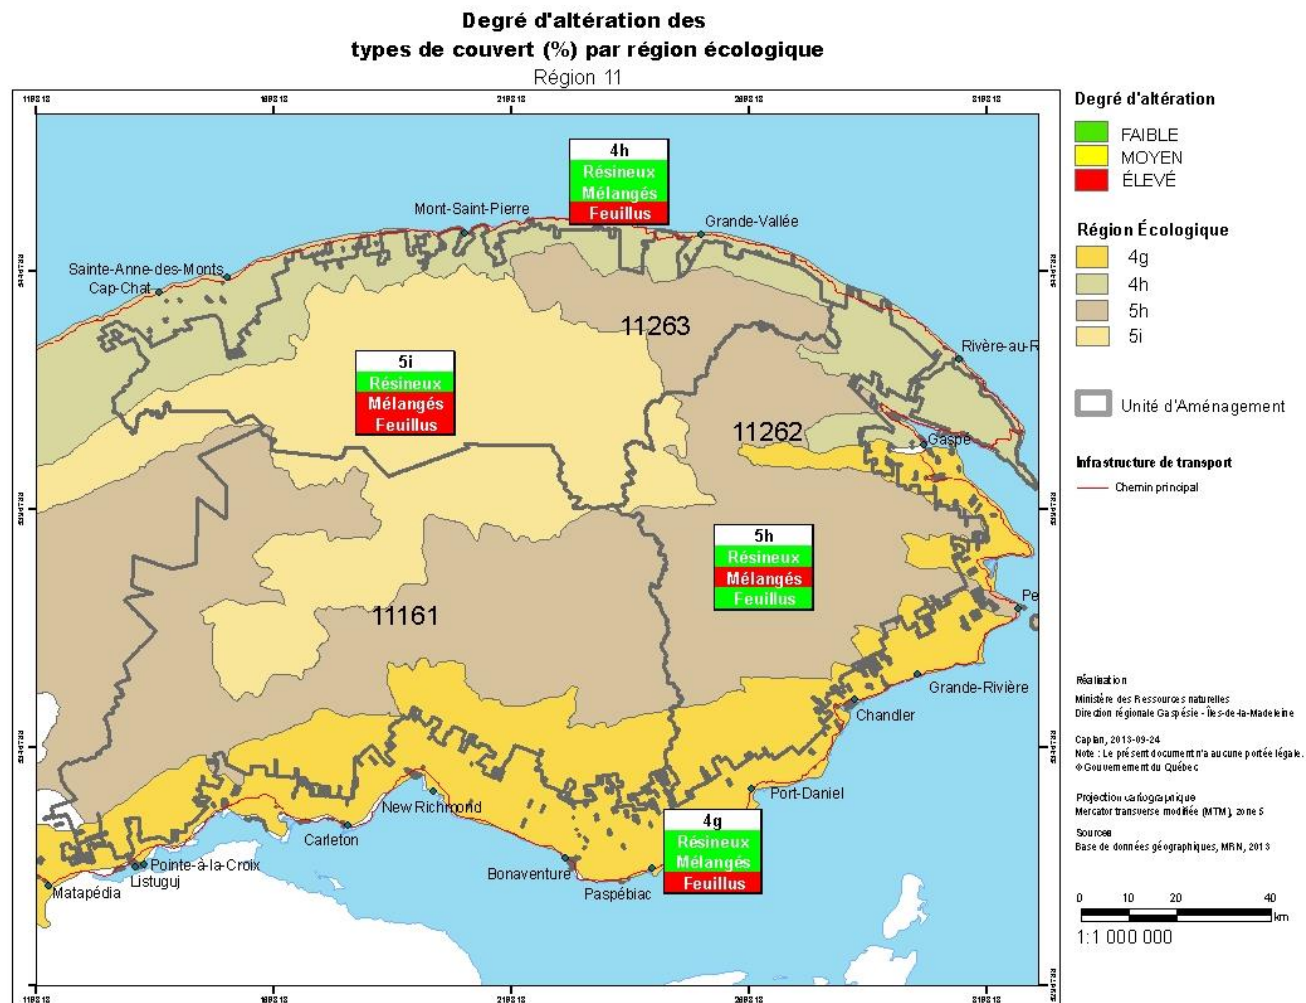 Degré d'altération des
types de couvert (%) par région écologique
Région 11
4h
Résineux
Mélangés
Feuillus
Mont-Saint-Pierre
Grande-Vallée
Sainte-Anne-des-Monts
Cap-Chat
11263
Rivère-au-R
5i
Résineux
Mélangés
Feuillus
11262
Gaspé
5h
Résineux
Mélangés
Feuillus
11161
Pe
Grande-Rivière
Chandler
Port-Daniel
New Richmond
Carleton
4g
Résineux
Mélangés
Feuillus
Pointe-à-la-Croix
Listuguj
Matapédia
Bonaventure
Paspébiac
Degré d'altération
FAIBLE
MOYEN
ÉLEVÉ
Région Écologique
4g
4h
5h
5i
Unité d'Aménagement
Infrastructure de transport
Chemin principal
Réalisation
Ministère des Ressources naturelles
Direction régionale Gaspésie - Îles-de-la-Madeleine
Caplan, 2013-09-24
Note : Le présent document n'a aucune portée légale.
© Gouvernement du Québec
Projection cartographique
Mercator transverse modifiée (MTM), zone 5
Sources
Base de données géographiques, MRN, 2013
0 10 20 40
km
1:1 000 000